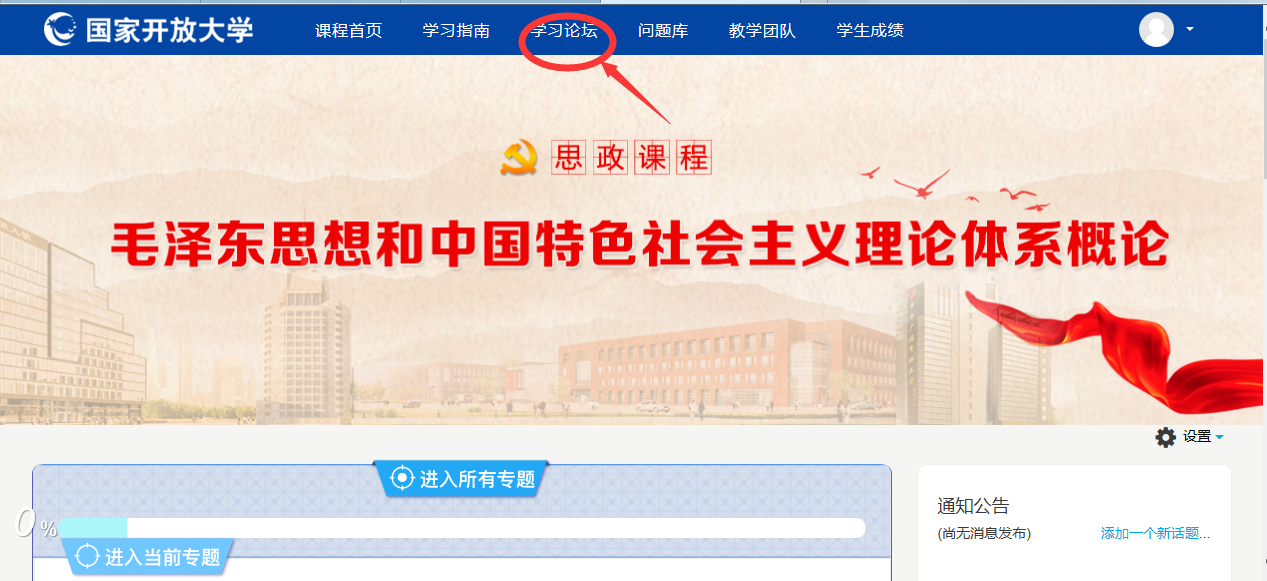 国家开放大学 课程首页 学习指南 学习论坛 问题库 教学团队 学生成绩
思政课程
毛泽东思想和中国特色社会主义理论体系概论
设置
进入所有专题
0 %
进入当前专题
通知公告
(尚无消息发布) 添加一个新话题...